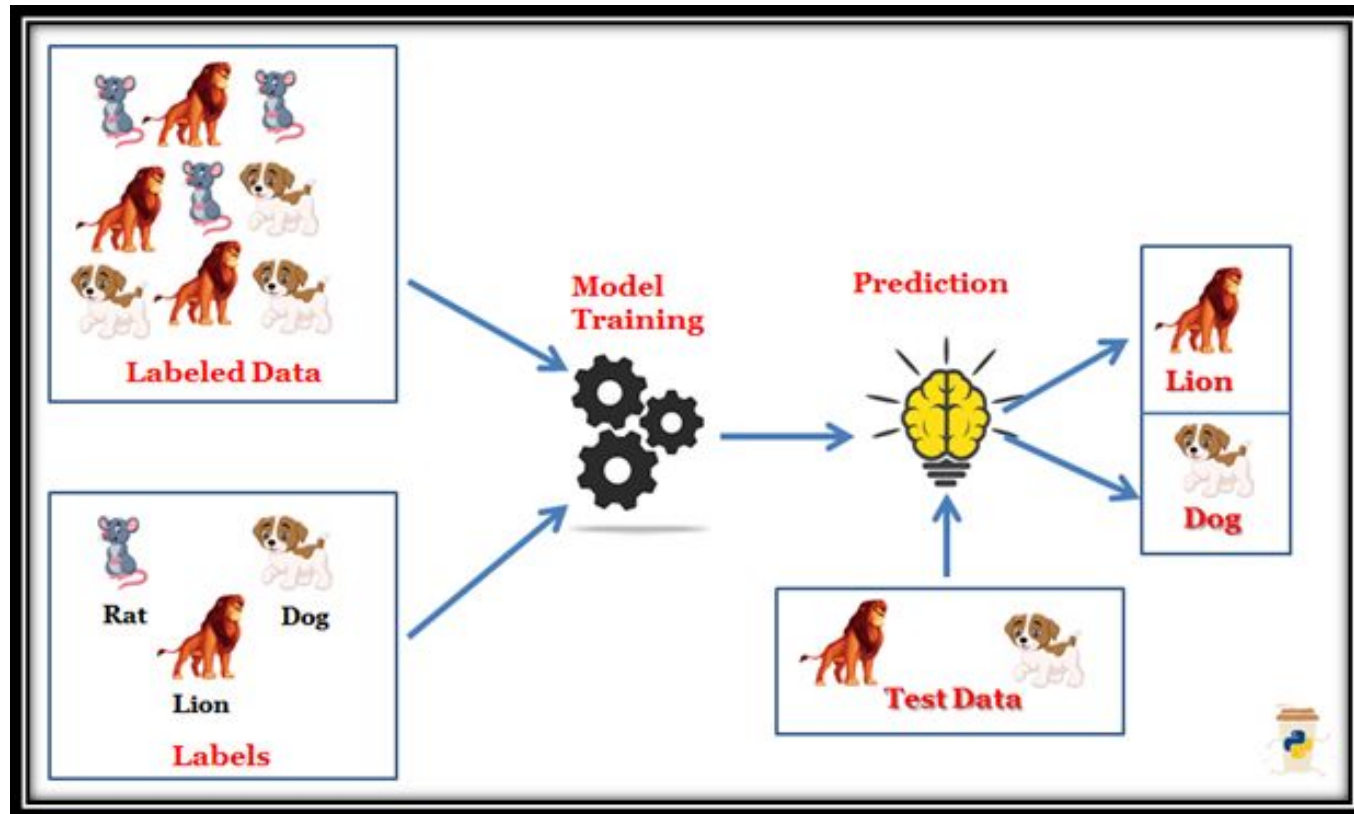 Labeled Data
Rat
Dog
Lion
Labels
Model
Training
Prediction
Test Data
Lion
Dog